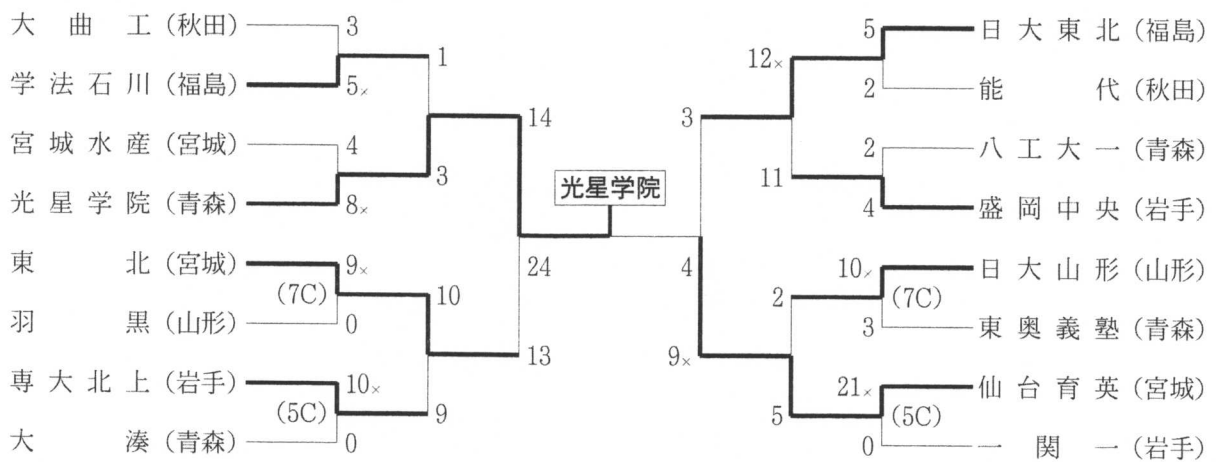 大曲工(秋田) 3
学法石川(福島) 5×
1
宮城水産(宮城) 4
光星学院(青森) 8×
3
14
東北(宮城) 9×
(7C)
羽黒(山形) 0
10
専大北上(岩手) 10×
(5C)
大湊(青森) 0
9
13
24
光星学院
4
5 日大東北(福島)
2 能代(秋田)
12×
2 八工大一(青森)
4 盛岡中央(岩手)
11
3
10× 日大山形(山形)
(7C)
3 東奥義塾(青森)
2
21× 仙台育英(宮城)
(5C)
0 一関一(岩手)
5
9×